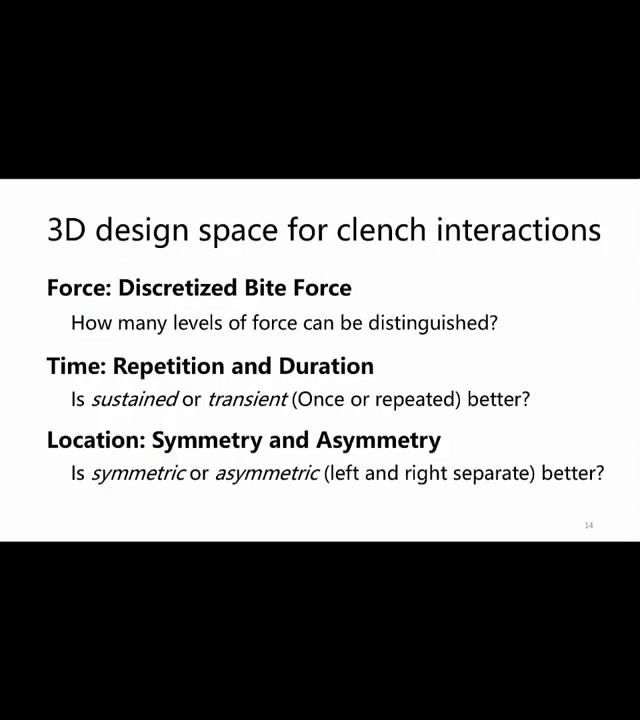 3D design space for clench interactions
Force: Discretized Bite Force
How many levels of force can be distinguished?
Time: Repetition and Duration
Is sustained or transient (Once or repeated) better?
Location: Symmetry and Asymmetry
Is symmetric or asymmetric (left and right separate) better?
14